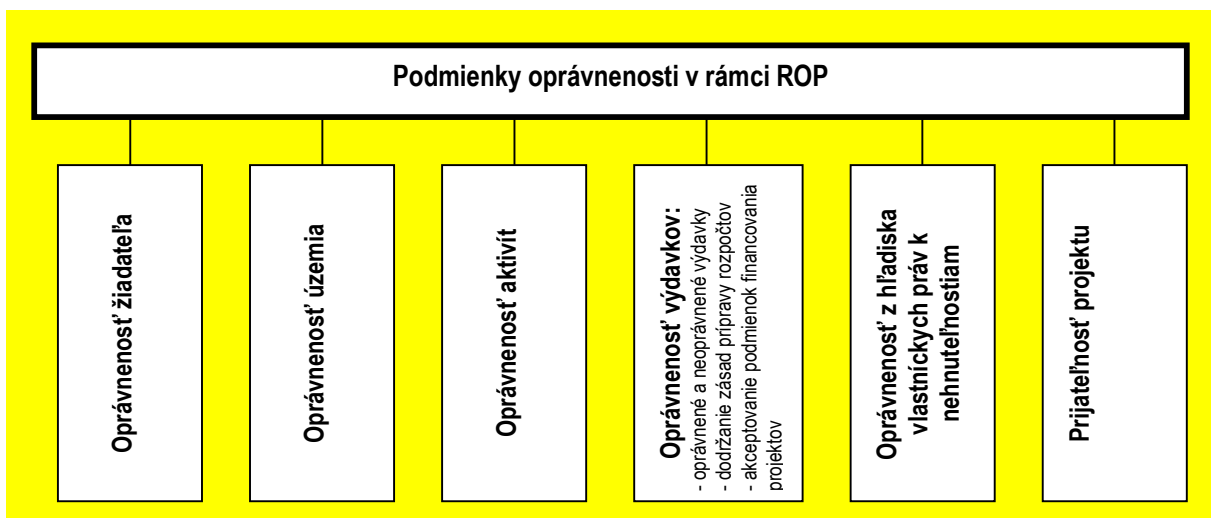 Podmienky oprávnenosti v rámci ROP
Oprávnenosť žiadateľa
Oprávnenosť územia
Oprávnenosť aktivít
Oprávnenosť výdavkov:
- oprávnené a neoprávnené výdavky
- dodržanie zásad prípravy rozpočtov
- akceptovanie podmienok financovania
projektov
Oprávnenosť z hľadiska
vlastníckych práv k
nehnuteľnostiam
Prijateľnosť projektu